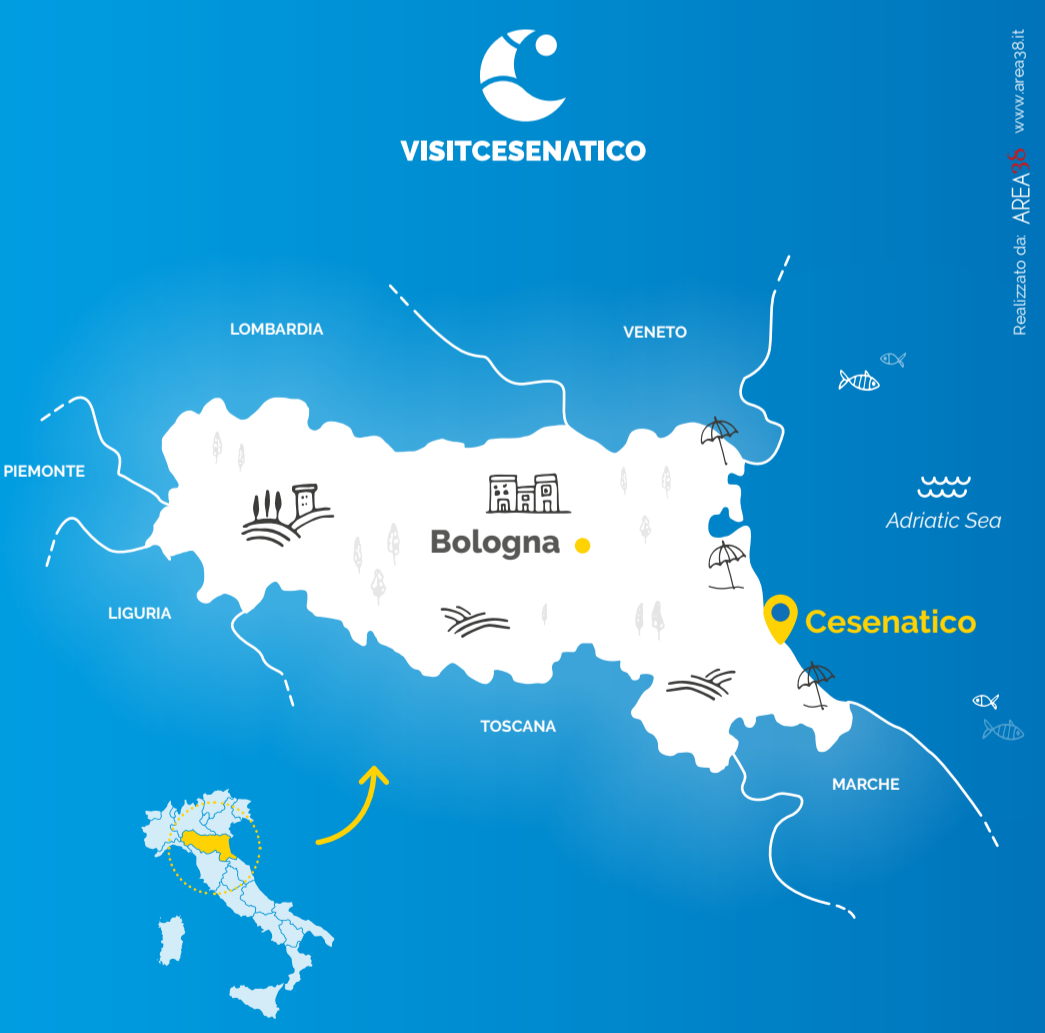 VISITCESENATICO
Realizzato da: AREA38 www.area38.it
LOMBARDIA
VENETO
PIEMONTE
Adriatic Sea
Bologna
LIGURIA
Cesenatico
TOSCANA
MARCHE